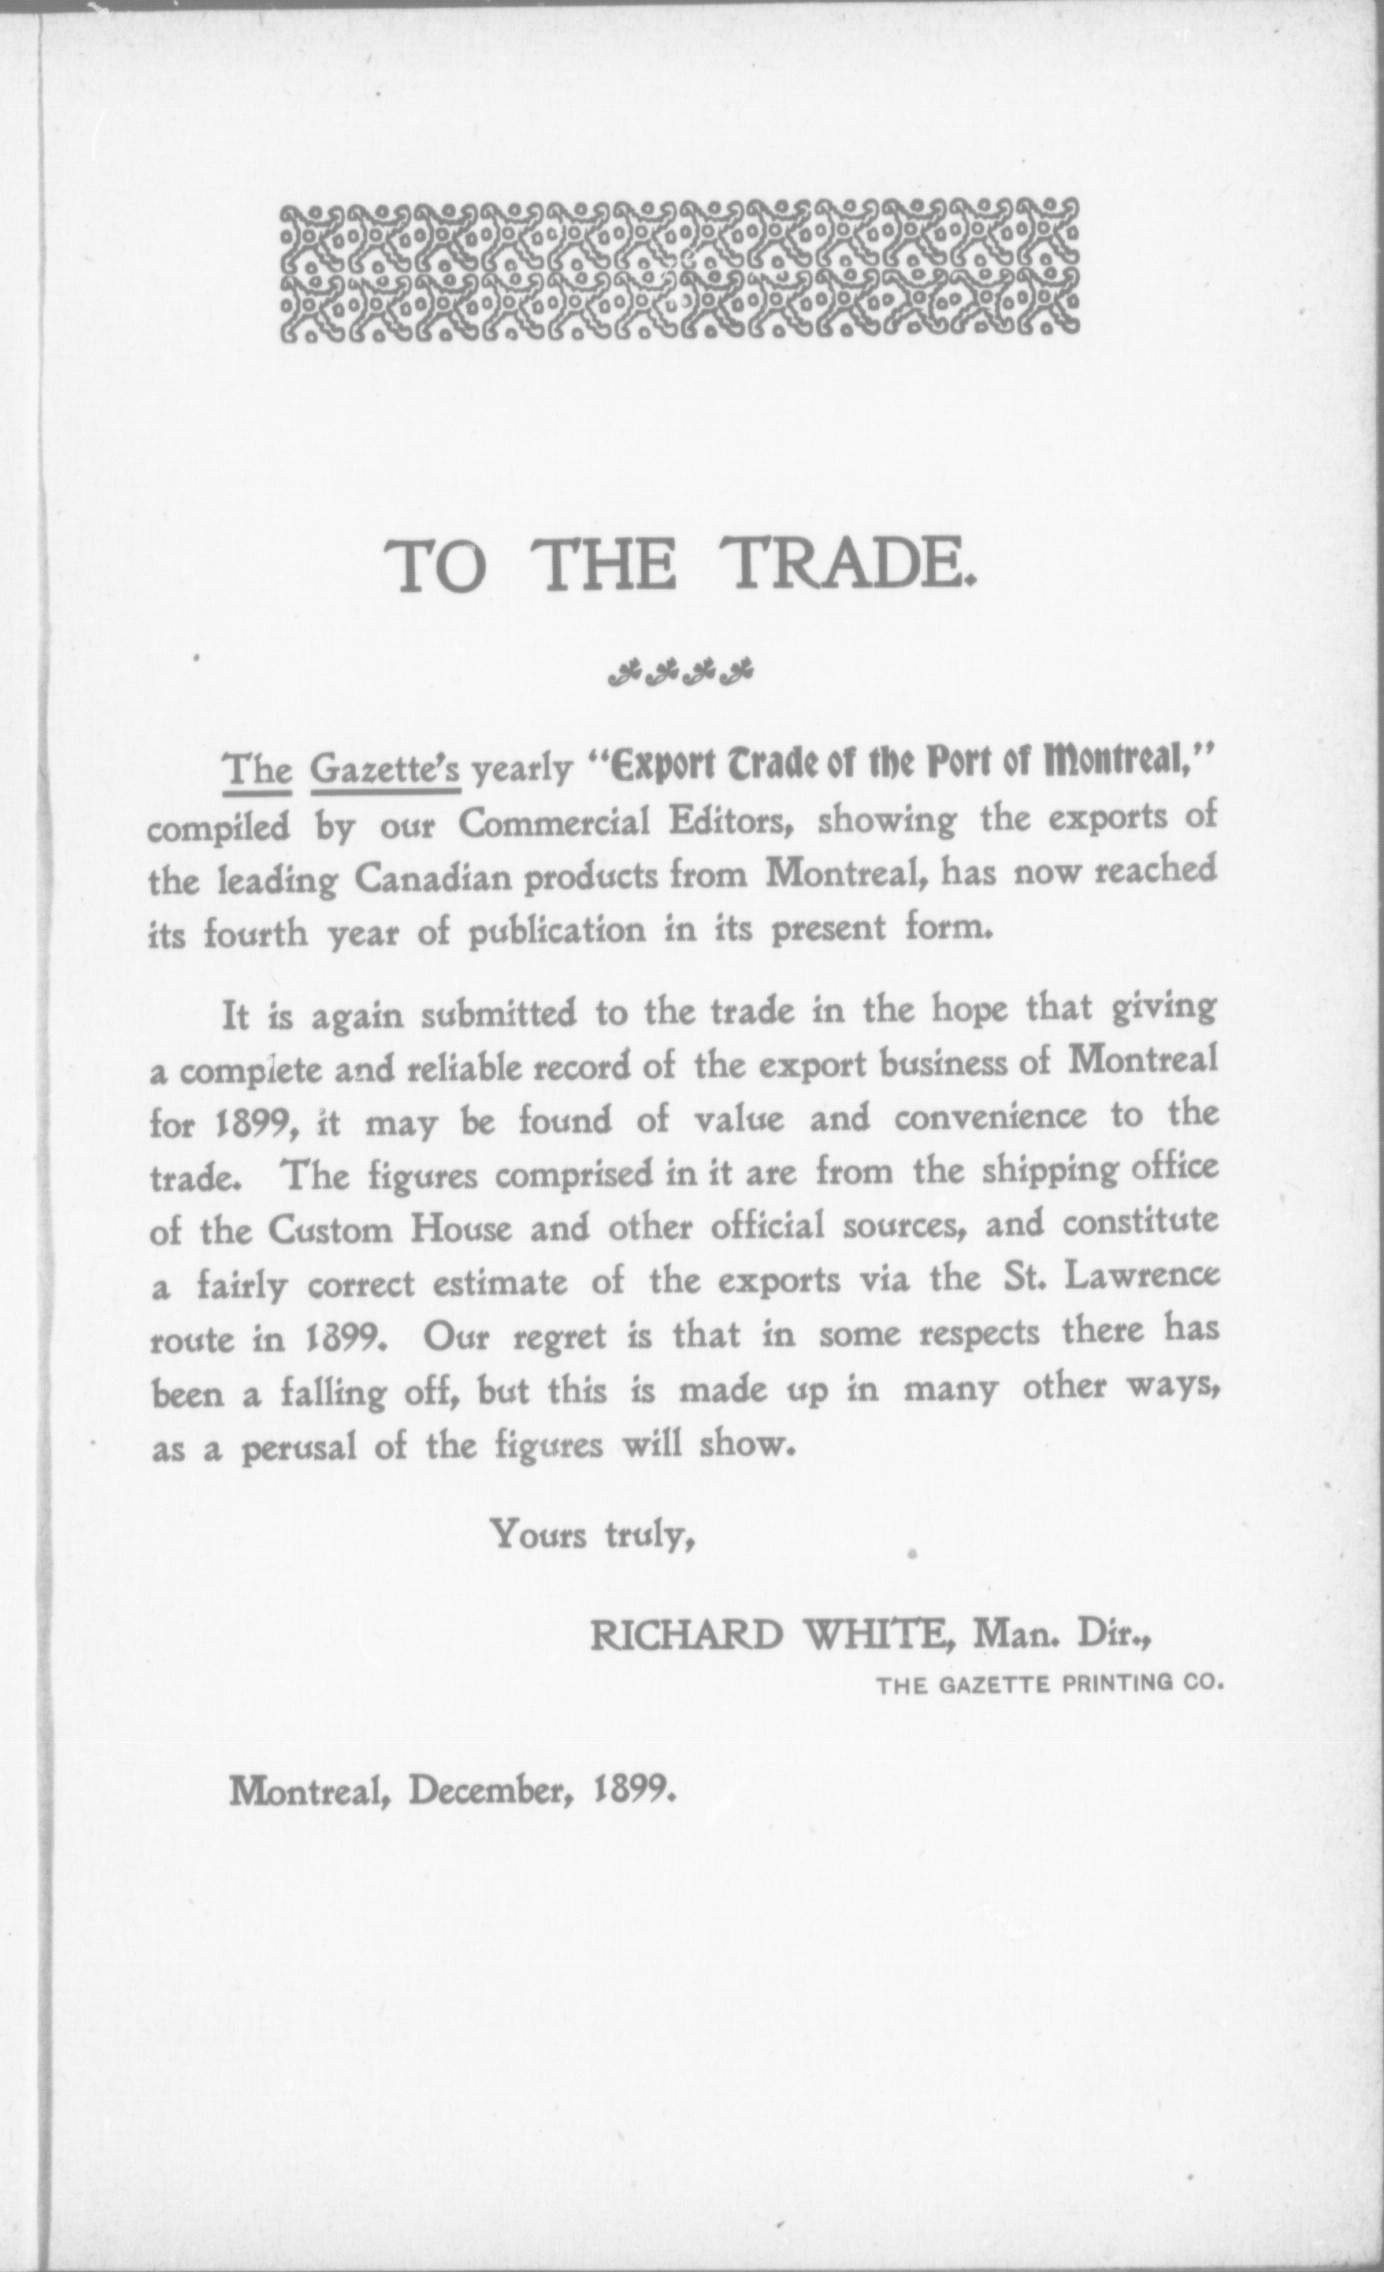 TO THE TRADE.
The Gazette's yearly “Export Trade of the Port of Montreal,”
compiled by our Commercial Editors, showing the exports of
the leading Canadian products from Montreal, has now reached
its fourth year of publication in its present form.
It is again submitted to the trade in the hope that giving
a complete and reliable record of the export business of Montreal
for 1899, it may be found of value and convenience to the
trade. The figures comprised in it are from the shipping office
of the Custom House and other official sources, and constitute
a fairly correct estimate of the exports via the St. Lawrence
route in 1899. Our regret is that in some respects there has
been a falling off, but this is made up in many other ways,
as a perusal of the figures will show.
Yours truly,
RICHARD WHITE, Man. Dir.,
THE GAZETTE PRINTING CO.
Montreal, December, 1899.